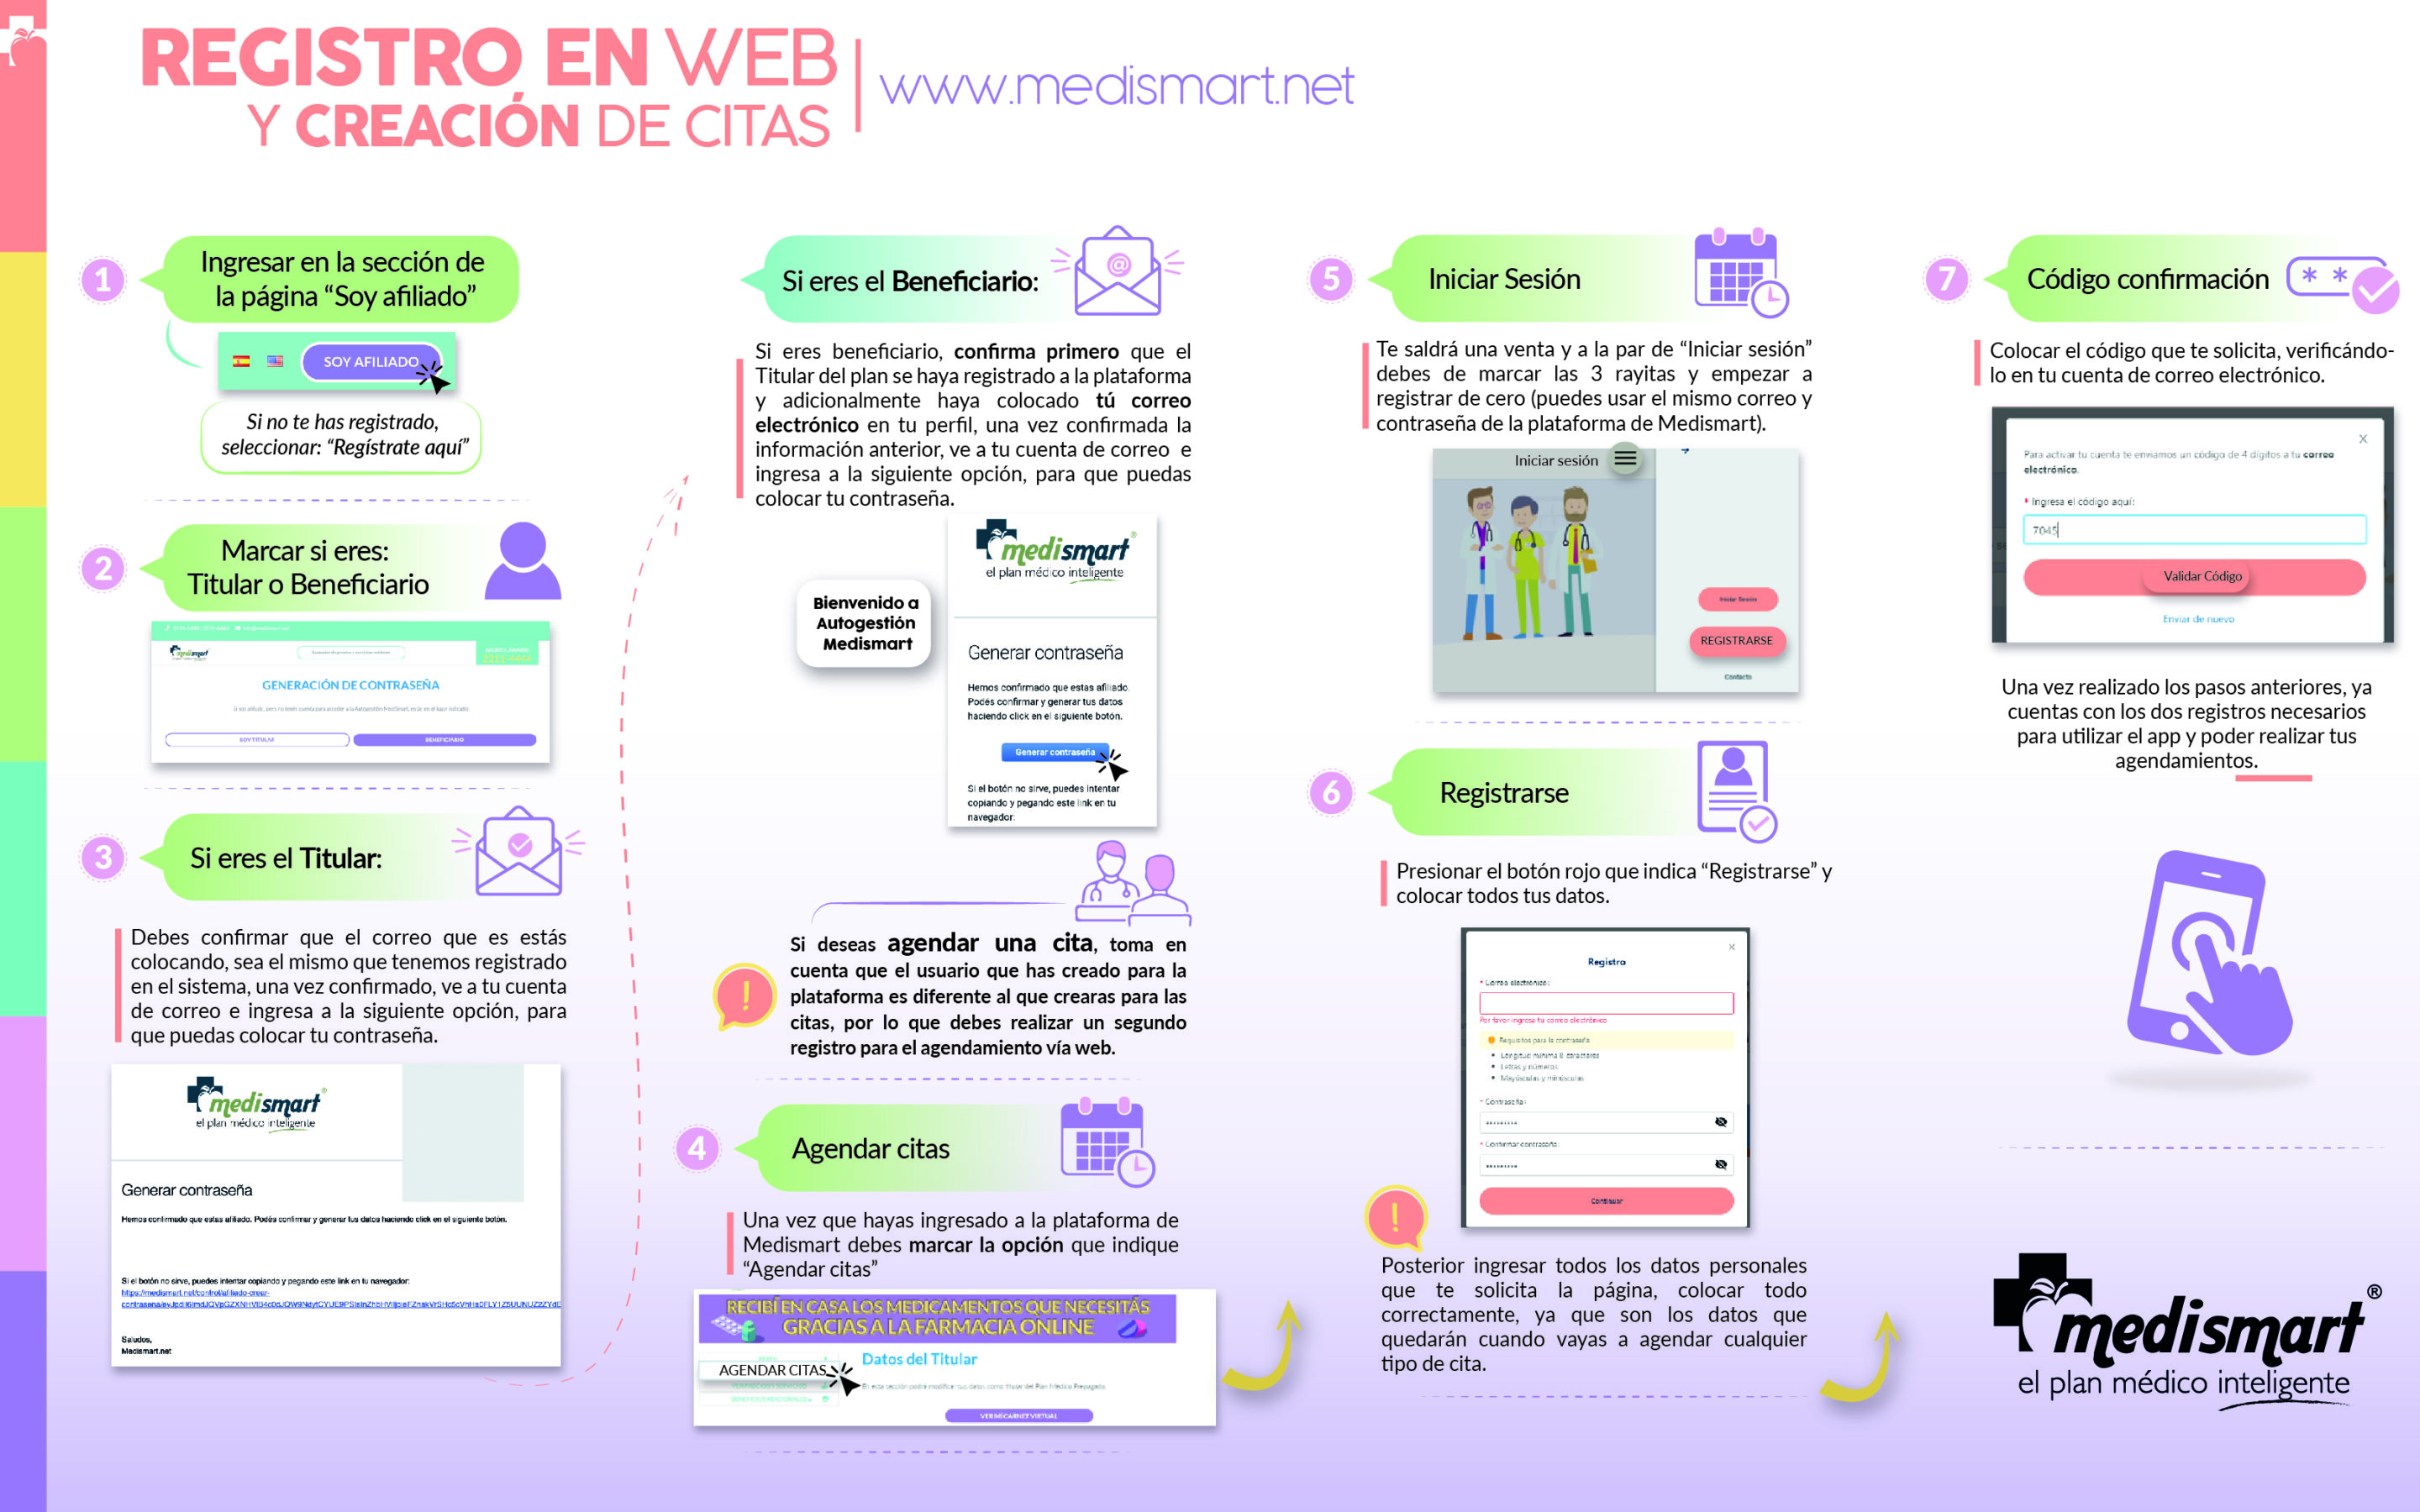 REGISTRO EN WEB
Y CREACIÓN DE CITAS
www.medismart.net
1
Ingresar en la sección de
la página “Soy afiliado”
SOY AFILIADO
Si no te has registrado,
seleccionar: “Regístrate aquí”
2
Marcar si eres:
Titular o Beneficiario
medismart
GENERACIÓN DE CONTRASEÑA
SOY TITULAR
BENEFICIARIO
3
Si eres el Titular:
Debes confirmar que el correo que es estás
colocando, sea el mismo que tenemos registrado
en el sistema, una vez confirmado, ve a tu cuenta
de correo e ingresa a la siguiente opción, para
que puedas colocar tu contraseña.
medismart®
el plan médico inteligente
Generar contraseña
Hemos confirmado que estas afiliado. Podés confirmar y generar tus datos haciendo click en el siguiente botón.
Si el botón no sirve, puedes intentar copiando y pegando este link en tu navegador:
https://medismart.net/control/afiliado-crear-
Saludos,
Medismart.net
Si eres el Beneficiario:
Si eres beneficiario, confirma primero que el
Titular del plan se haya registrado a la plataforma
y adicionalmente haya colocado tú correo
electrónico en tu perfil, una vez confirmada la
información anterior, ve a tu cuenta de correo e
ingresa a la siguiente opción, para que puedas
colocar tu contraseña.
Bienvenido a
Autogestión
Medismart
medismart®
el plan médico inteligente
Generar contraseña
Hemos confirmado que estas afiliado.
Podés confirmar y generar tus datos
haciendo click en el siguiente botón.
Generar contraseña
Si el botón no sirve, puedes intentar
copiando y pegando este link en tu
navegador:
Si deseas agendar una cita, toma en
cuenta que el usuario que has creado para la
plataforma es diferente al que crearas para las
citas, por lo que debes realizar un segundo
registro para el agendamiento vía web.
4
Agendar citas
Una vez que hayas ingresado a la plataforma de
Medismart debes marcar la opción que indique
“Agendar citas”
RECIBÍ EN CASA LOS MEDICAMENTOS QUE NECESITÁS
GRACIAS A LA FARMACIA ONLINE
Datos del Titular
AGENDAR CITAS
En esta sección podrá modificar sus datos como titular del Plan Médico Prepagado.
VER MI CARNET VIRTUAL
5
Iniciar Sesión
Te saldrá una venta y a la par de “Iniciar sesión”
debes de marcar las 3 rayitas y empezar a
registrar de cero (puedes usar el mismo correo y
contraseña de la plataforma de Medismart).
Iniciar sesión
Iniciar Sesión
REGISTRARSE
Contacto
6
Registrarse
Presionar el botón rojo que indica “Registrarse” y
colocar todos tus datos.
Registro
* Correo electrónico:
Por favor ingresa tu correo electrónico
Requisitos para la contraseña
• Longitud mínima 8 caracteres
• Letras y números
• Mayúsculas y minúsculas
* Contraseña:
* Confirmar contraseña:
Continuar
Posterior ingresar todos los datos personales
que te solicita la página, colocar todo
correctamente, ya que son los datos que
quedarán cuando vayas a agendar cualquier
tipo de cita.
7
Código confirmación
Colocar el código que te solicita, verificándo-
lo en tu cuenta de correo electrónico.
Para activar tu cuenta te enviamos un código de 4 dígitos a tu correo
electrónico.
* Ingresa el código aquí:
7045
Validar Código
Enviar de nuevo
Una vez realizado los pasos anteriores, ya
cuentas con los dos registros necesarios
para utilizar el app y poder realizar tus
agendamientos.
medismart®
el plan médico inteligente